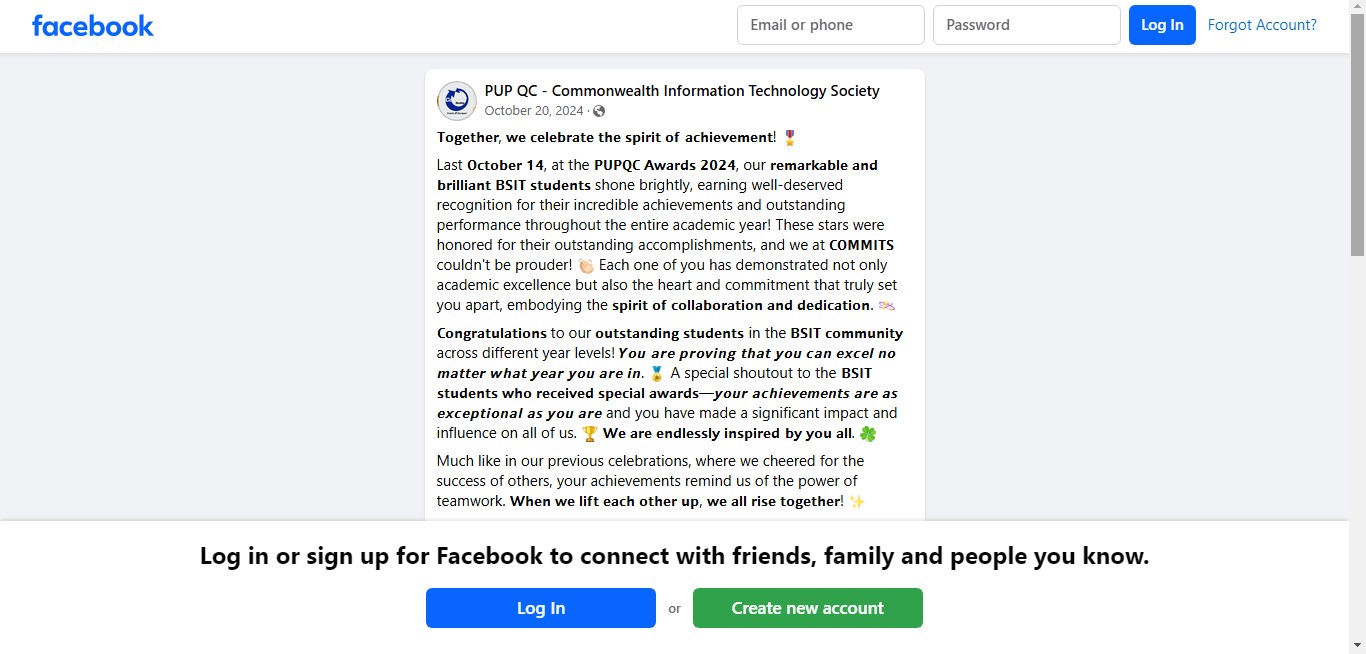 facebook
Email or phone
Password
Log In
Forgot Account?
PUP QC - Commonwealth Information Technology Society
October 20, 2024 ·
Together, we celebrate the spirit of achievement! 🎖️
Last October 14, at the PUPQC Awards 2024, our remarkable and
brilliant BSIT students shone brightly, earning well-deserved
recognition for their incredible achievements and outstanding
performance throughout the entire academic year! These stars were
honored for their outstanding accomplishments, and we at COMMITS
couldn't be prouder! 👏🏻 Each one of you has demonstrated not only
academic excellence but also the heart and commitment that truly set
you apart, embodying the spirit of collaboration and dedication.
Congratulations to our outstanding students in the BSIT community
across different year levels! You are proving that you can excel no
matter what year you are in. 🏅 A special shoutout to the BSIT
students who received special awards—your achievements are as
exceptional as you are and you have made a significant impact and
influence on all of us. 🏆 We are endlessly inspired by you all. 🍀
Much like in our previous celebrations, where we cheered for the
success of others, your achievements remind us of the power of
teamwork. When we lift each other up, we all rise together! ✨
Log in or sign up for Facebook to connect with friends, family and people you know.
Log In
or
Create new account